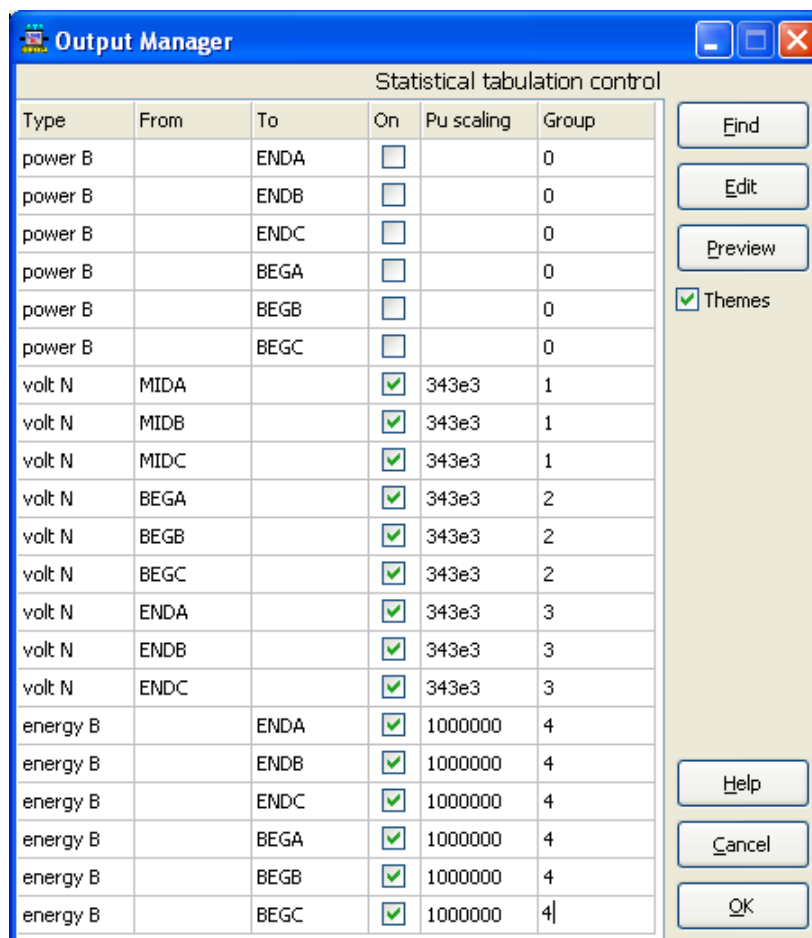 Output Manager
Statistical tabulation control
Type From To On Pu scaling Group
power B ENDA 0
power B ENDB 0
power B ENDC 0
power B BEGA 0
power B BEGB 0
power B BEGC 0
volt N MIDA 343e3 1
volt N MIDB 343e3 1
volt N MIDC 343e3 1
volt N BEGA 343e3 2
volt N BEGB 343e3 2
volt N BEGC 343e3 2
volt N ENDA 343e3 3
volt N ENDB 343e3 3
volt N ENDC 343e3 3
energy B ENDA 1000000 4
energy B ENDB 1000000 4
energy B ENDC 1000000 4
energy B BEGA 1000000 4
energy B BEGB 1000000 4
energy B BEGC 1000000 4
Find
Edit
Preview
Themes
Help
Cancel
OK